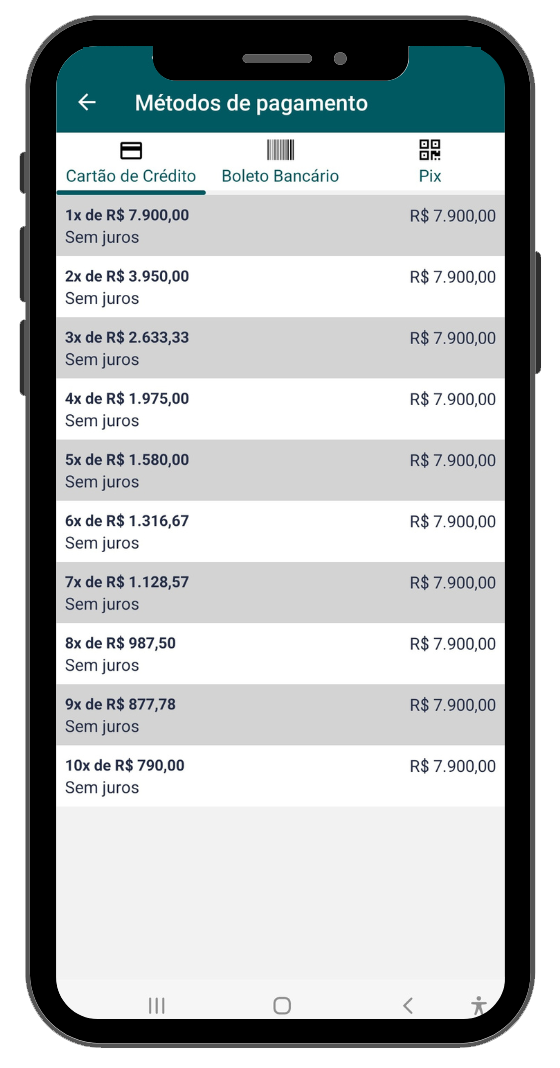 Métodos de pagamento
Cartão de Crédito Boleto Bancário Pix
1x de R$ 7.900,00 R$ 7.900,00
Sem juros
2x de R$ 3.950,00 R$ 7.900,00
Sem juros
3x de R$ 2.633,33 R$ 7.900,00
Sem juros
4x de R$ 1.975,00 R$ 7.900,00
Sem juros
5x de R$ 1.580,00 R$ 7.900,00
Sem juros
6x de R$ 1.316,67 R$ 7.900,00
Sem juros
7x de R$ 1.128,57 R$ 7.900,00
Sem juros
8x de R$ 987,50 R$ 7.900,00
Sem juros
9x de R$ 877,78 R$ 7.900,00
Sem juros
10x de R$ 790,00 R$ 7.900,00
Sem juros